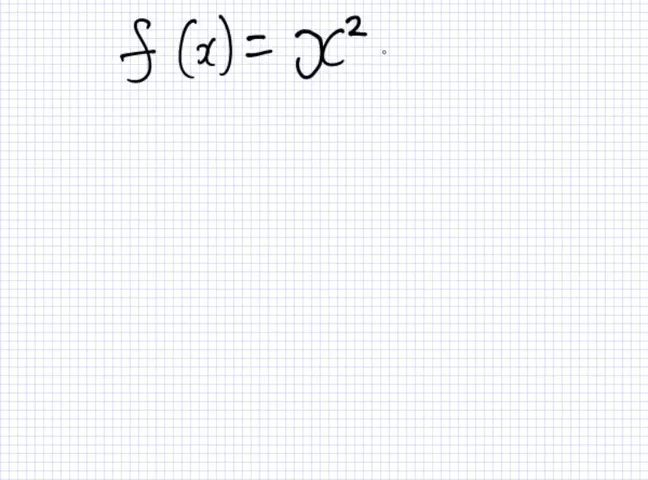 f(x) = x²